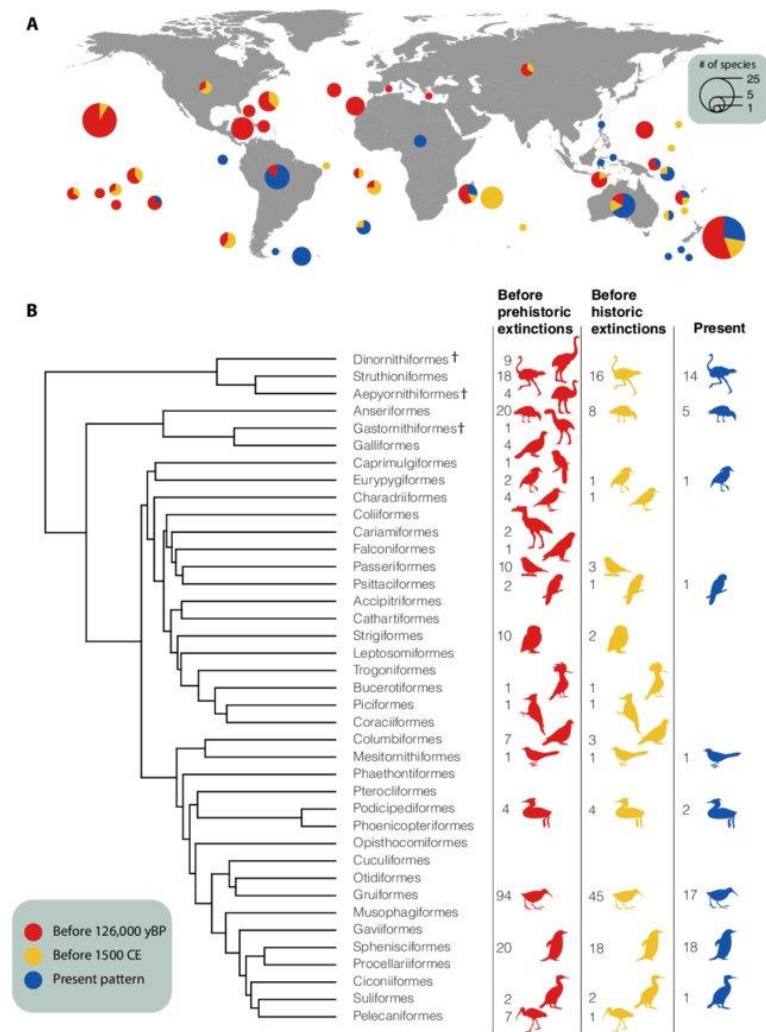 A
# of species
25
5
1
B
Before prehistoric extinctions
Before historic extinctions
Present
Dinornithiformes † 9
Struthioniformes 18 16 14
Aepyornithiformes † 4
Anseriformes 20 8 5
Gastornithiformes † 1
Galliformes 4
Caprimulgiformes 1
Eurypygiformes 2 1 1
Charadriiformes 4 1
Coliiformes
Cariamiformes 2
Falconiformes 1
Passeriformes 10 3
Psittaciformes 2 1 1
Accipitriformes
Cathartiformes
Strigiformes 10 2
Leptosomiformes
Trogoniformes
Bucerotiformes 1 1
Piciformes 1 1
Coraciiformes
Columbiformes 7 3
Mesitornithiformes 1 1 1
Phaethontiformes
Pterocliformes
Podicipediformes 4 4 2
Phoenicopteriformes
Opisthocomiformes
Cuculiformes
Otidiformes
Gruiformes 94 45 17
Musophagiformes
Gaviiformes
Sphenisciformes 20 18 18
Procellariiformes
Ciconiiformes
Suliformes 2 2 1
Pelecaniformes 7 1
Before 126,000 yBP
Before 1500 CE
Present pattern